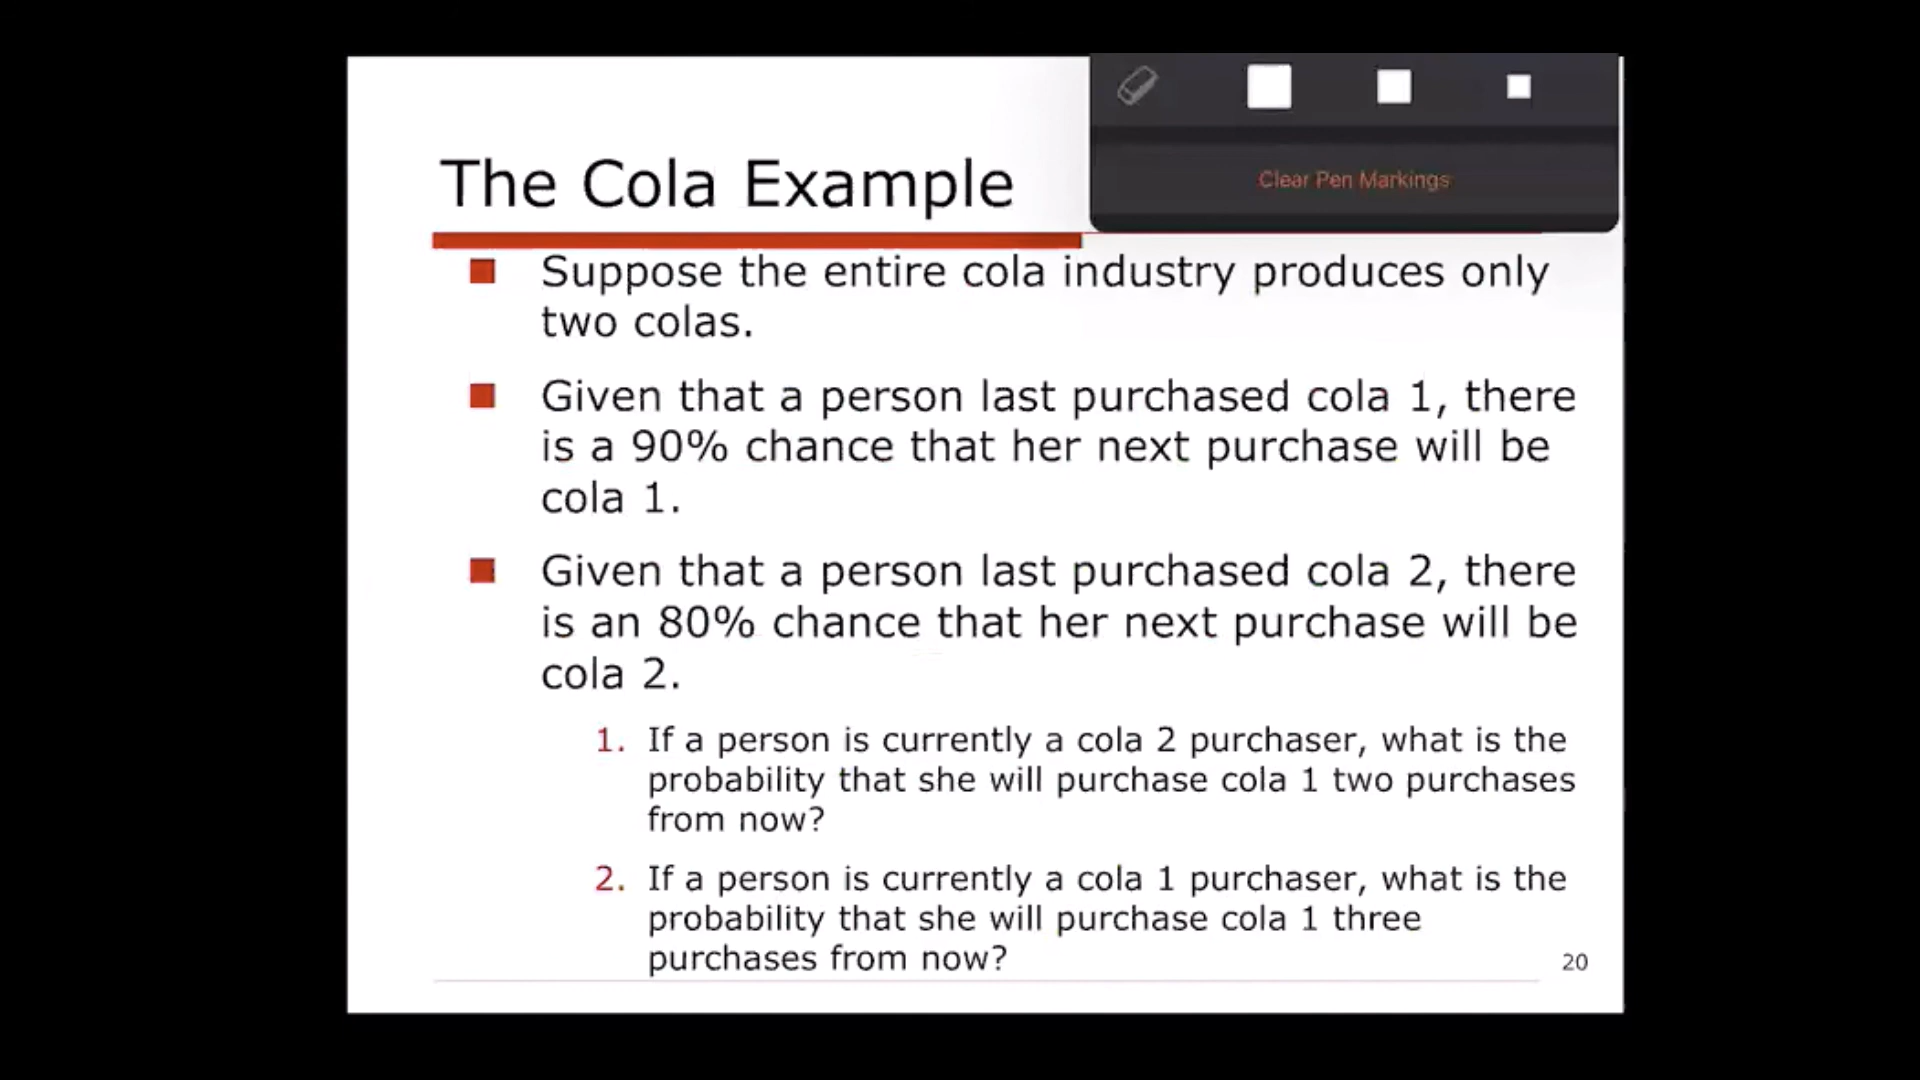 The Cola Example
Clear Pen Markings
Suppose the entire cola industry produces only
two colas.
Given that a person last purchased cola 1, there
is a 90% chance that her next purchase will be
cola 1.
Given that a person last purchased cola 2, there
is an 80% chance that her next purchase will be
cola 2.
1. If a person is currently a cola 2 purchaser, what is the
probability that she will purchase cola 1 two purchases
from now?
2. If a person is currently a cola 1 purchaser, what is the
probability that she will purchase cola 1 three
purchases from now?
20